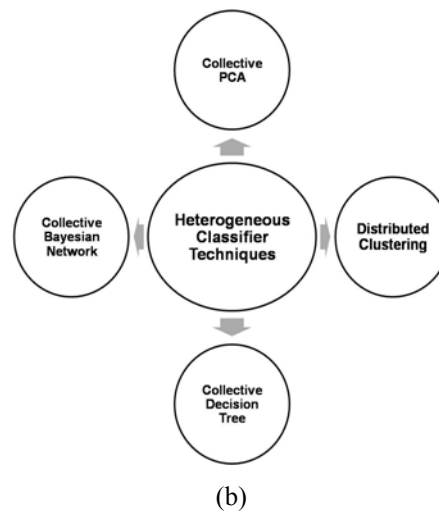 Collective
PCA
Collective
Bayesian
Network
Heterogeneous
Classifier
Techniques
Distributed
Clustering
Collective
Decision
Tree
(b)